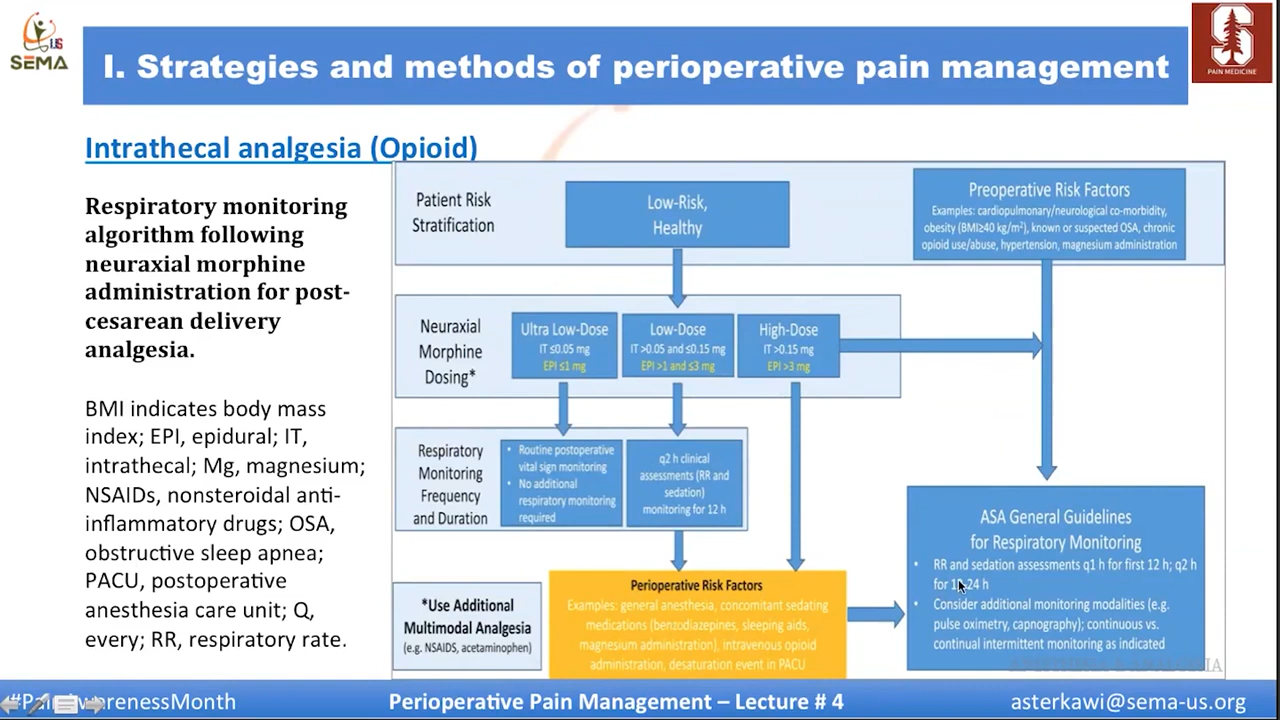 US
SEMA
I. Strategies and methods of perioperative pain management
S
PAIN MEDICINE
Intrathecal analgesia (Opioid)
Respiratory monitoring
algorithm following
neuraxial morphine
administration for post-
cesarean delivery
analgesia.
BMI indicates body mass
index; EPI, epidural; IT,
intrathecal; Mg, magnesium;
NSAIDs, nonsteroidal anti-
inflammatory drugs; OSA,
obstructive sleep apnea;
PACU, postoperative
anesthesia care unit; Q,
every; RR, respiratory rate.
Patient Risk
Stratification
Low-Risk,
Healthy
Preoperative Risk Factors
Examples: cardiopulmonary/neurological co-morbidity,
obesity (BMI≥40 kg/m²), known or suspected OSA, chronic
opioid use/abuse, hypertension, magnesium administration
Neuraxial
Morphine
Dosing*
Ultra Low-Dose
IT ≤0.05 mg
EPI ≤1 mg
Low-Dose
IT >0.05 and ≤0.15 mg
EPI >1 and ≤3 mg
High-Dose
IT >0.15 mg
EPI >3 mg
Respiratory
Monitoring
Frequency
and Duration
• Routine postoperative
vital sign monitoring
• No additional
respiratory monitoring
required
q2 h clinical
assessments (RR and
sedation)
monitoring for 12 h
*Use Additional
Multimodal Analgesia
(e.g. NSAIDS, acetaminophen)
Perioperative Risk Factors
Examples: general anesthesia, concomitant sedating
medications (benzodiazepines, sleeping aids,
magnesium administration), intravenous opioid
administration, desaturation event in PACU
ASA General Guidelines
for Respiratory Monitoring
• RR and sedation assessments q1 h for first 12 h; q2 h
for 24 h
• Consider additional monitoring modalities (e.g.
pulse oximetry, capnography); continuous vs.
continual intermittent monitoring as indicated
ANESTHESIA & ANALGESIA
#PainAwarenessMonth
Perioperative Pain Management – Lecture # 4
asterkawi@sema-us.org